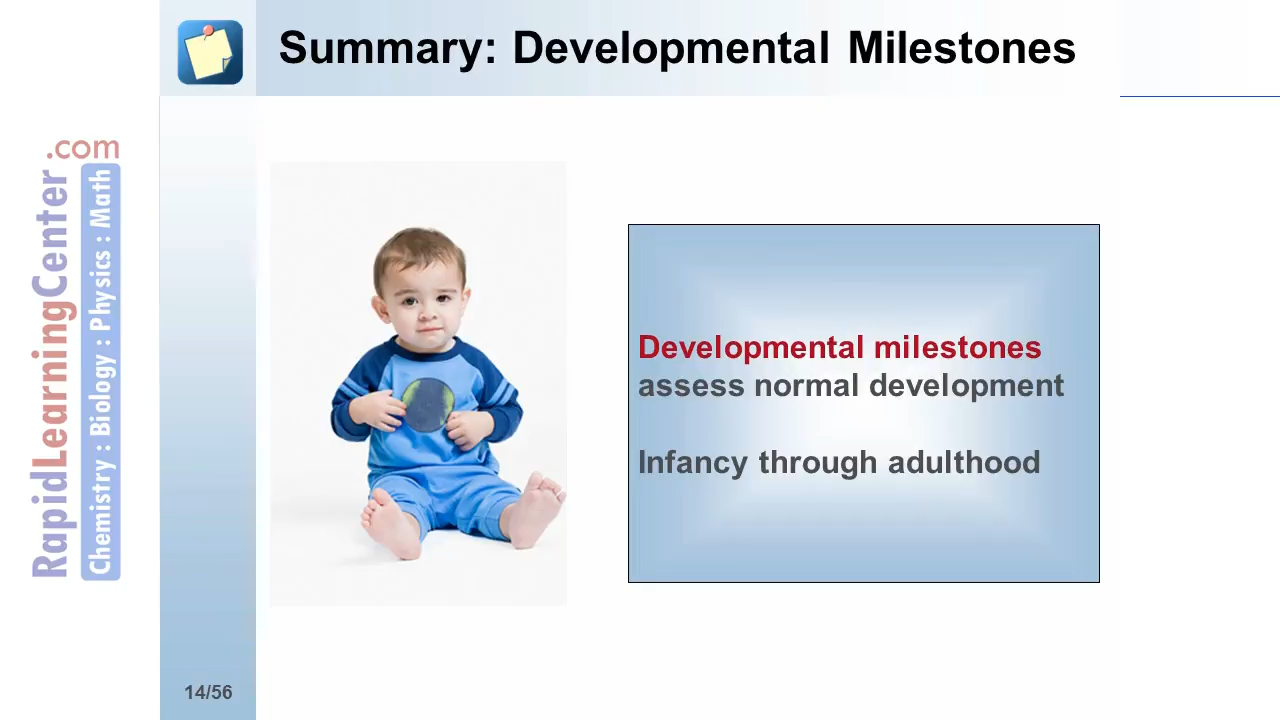 Summary: Developmental Milestones
RapidLearningCenter.com
Chemistry : Biology : Physics : Math
Developmental milestones
assess normal development
Infancy through adulthood
14/56